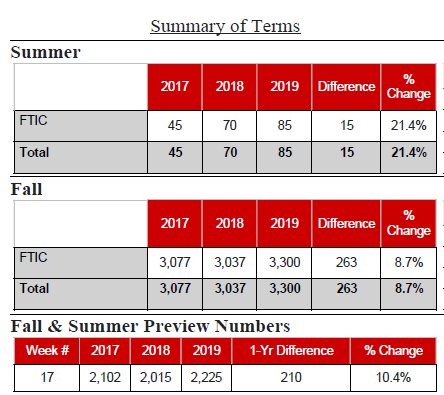 Summary of Terms
Summer
2017 2018 2019 Difference % Change
FTIC 45 70 85 15 21.4%
Total 45 70 85 15 21.4%
Fall
2017 2018 2019 Difference % Change
FTIC 3,077 3,037 3,300 263 8.7%
Total 3,077 3,037 3,300 263 8.7%
Fall & Summer Preview Numbers
Week # 2017 2018 2019 1-Yr Difference % Change
17 2,102 2,015 2,225 210 10.4%